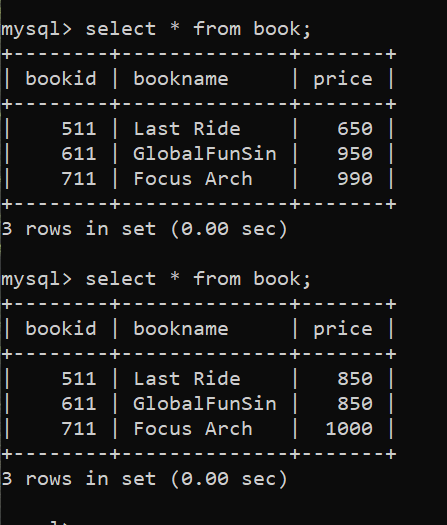 mysql> select * from book;
+--------+--------------+-------+
| bookid | bookname     | price |
+--------+--------------+-------+
|    511 | Last Ride    |   650 |
|    611 | GlobalFunSin |   950 |
|    711 | Focus Arch   |   990 |
+--------+--------------+-------+
3 rows in set (0.00 sec)

mysql> select * from book;
+--------+--------------+-------+
| bookid | bookname     | price |
+--------+--------------+-------+
|    511 | Last Ride    |   850 |
|    611 | GlobalFunSin |   850 |
|    711 | Focus Arch   |  1000 |
+--------+--------------+-------+
3 rows in set (0.00 sec)